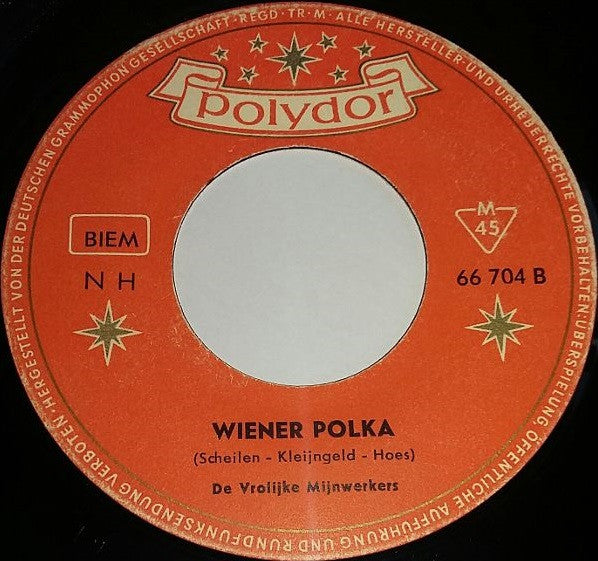 HERGESTELLT VON DER DEUTSCHEN GRAMMOPHON GESELLSCHAFT · REGD · TR · M · ALLE HERSTELLER- UND URHEBERRECHTE VORBEHALTEN: ÜBERSPIELUNG, ÖFFENTLICHE AUFFÜHRUNG UND RUNDFUNKSENDUNG VERBOTEN ·
polydor
BIEM
N H
M
45
66 704 B
WIENER POLKA
(Scheilen - Kleijngeld - Hoes)
De Vrolijke Mijnwerkers